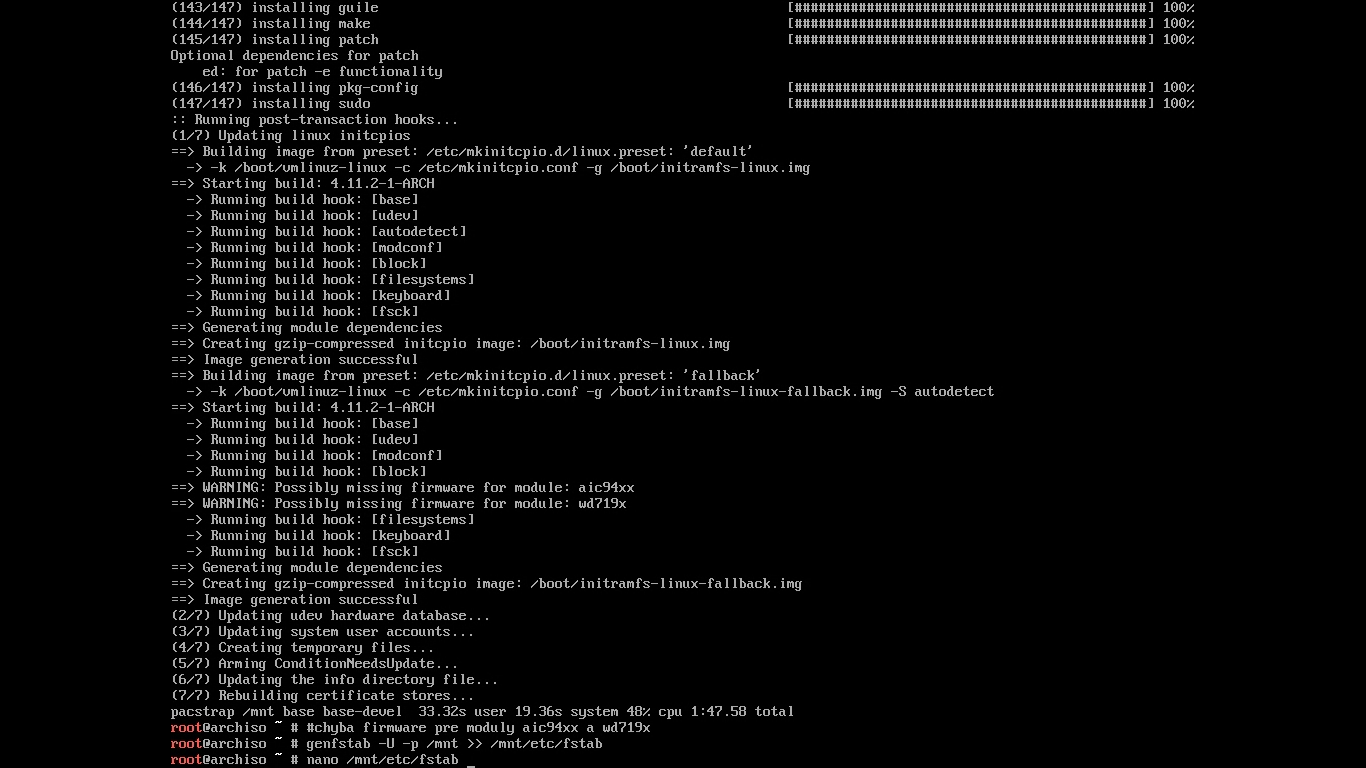 (143/147) installing guile [############################################] 100%
(144/147) installing make [############################################] 100%
(145/147) installing patch [############################################] 100%
Optional dependencies for patch
    ed: for patch -e functionality
(146/147) installing pkg-config [############################################] 100%
(147/147) installing sudo [############################################] 100%
:: Running post-transaction hooks...
(1/7) Updating linux initcpios
==> Building image from preset: /etc/mkinitcpio.d/linux.preset: 'default'
  -> -k /boot/vmlinuz-linux -c /etc/mkinitcpio.conf -g /boot/initramfs-linux.img
==> Starting build: 4.11.2-1-ARCH
  -> Running build hook: [base]
  -> Running build hook: [udev]
  -> Running build hook: [autodetect]
  -> Running build hook: [modconf]
  -> Running build hook: [block]
  -> Running build hook: [filesystems]
  -> Running build hook: [keyboard]
  -> Running build hook: [fsck]
==> Generating module dependencies
==> Creating gzip-compressed initcpio image: /boot/initramfs-linux.img
==> Image generation successful
==> Building image from preset: /etc/mkinitcpio.d/linux.preset: 'fallback'
  -> -k /boot/vmlinuz-linux -c /etc/mkinitcpio.conf -g /boot/initramfs-linux-fallback.img -S autodetect
==> Starting build: 4.11.2-1-ARCH
  -> Running build hook: [base]
  -> Running build hook: [udev]
  -> Running build hook: [modconf]
  -> Running build hook: [block]
==> WARNING: Possibly missing firmware for module: aic94xx
==> WARNING: Possibly missing firmware for module: wd719x
  -> Running build hook: [filesystems]
  -> Running build hook: [keyboard]
  -> Running build hook: [fsck]
==> Generating module dependencies
==> Creating gzip-compressed initcpio image: /boot/initramfs-linux-fallback.img
==> Image generation successful
(2/7) Updating udev hardware database...
(3/7) Updating system user accounts...
(4/7) Creating temporary files...
(5/7) Arming ConditionNeedsUpdate...
(6/7) Updating the info directory file...
(7/7) Rebuilding certificate stores...
pacstrap /mnt base base-devel  33.32s user 19.36s system 48% cpu 1:47.58 total
root@archiso ~ # #chyba firmware pre moduly aic94xx a wd719x
root@archiso ~ # genfstab -U -p /mnt >> /mnt/etc/fstab
root@archiso ~ # nano /mnt/etc/fstab _